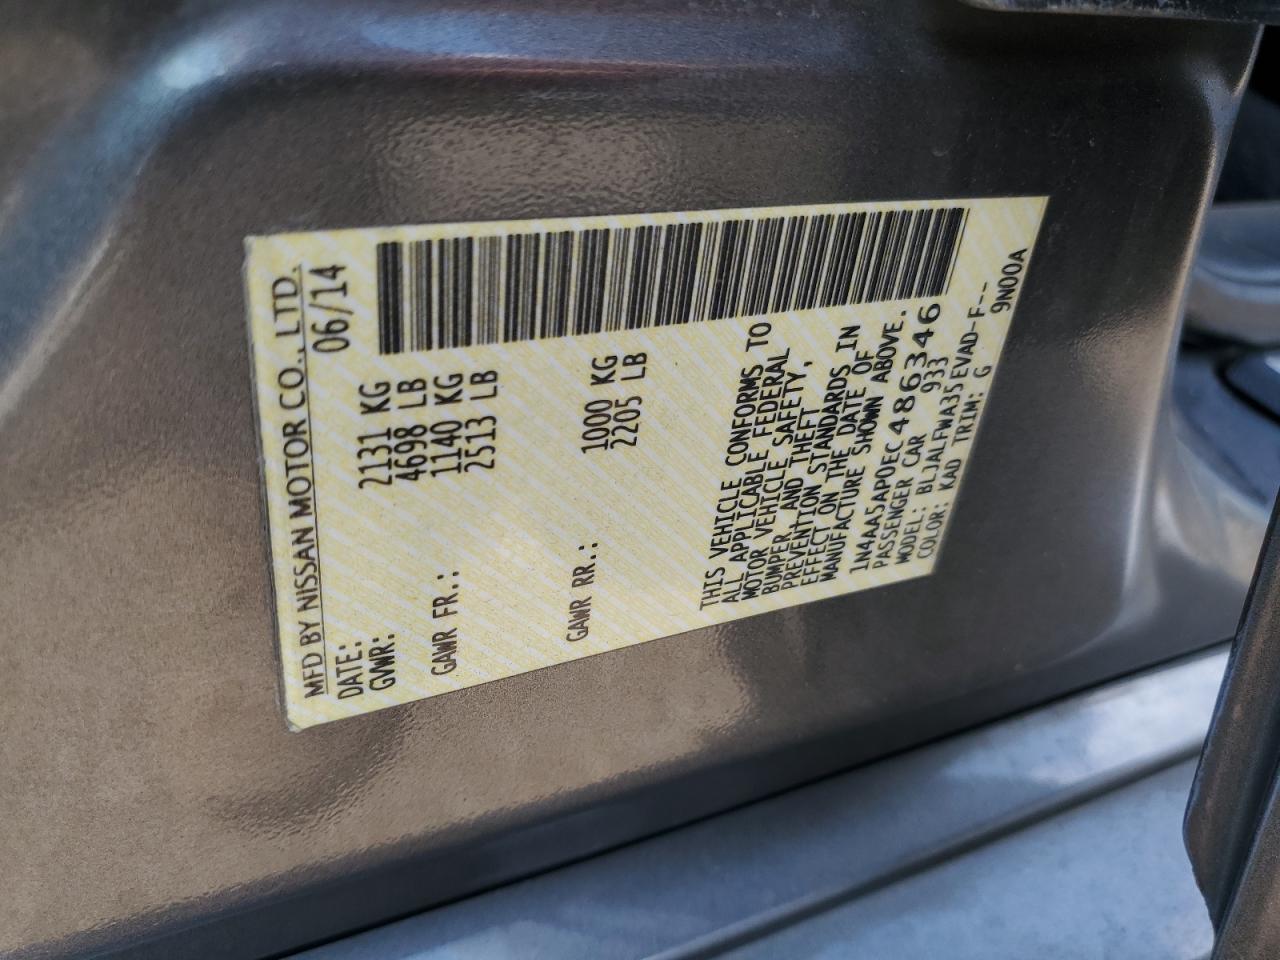 MFD BY NISSAN MOTOR CO., LTD.
DATE: 06/14
GVWR: 2131 KG
4698 LB
GAWR FR.: 1140 KG
2513 LB
GAWR RR.: 1000 KG
2205 LB
THIS VEHICLE CONFORMS TO
ALL APPLICABLE FEDERAL
MOTOR VEHICLE SAFETY,
BUMPER AND THEFT
PREVENTION STANDARDS IN
EFFECT ON THE DATE OF
MANUFACTURE SHOWN ABOVE.
1N4AA5AP0EC486346
PASSENGER CAR 933
MODEL: BLJALFWA35EVAD-F--
COLOR: KAD TRIM: G 9N00A